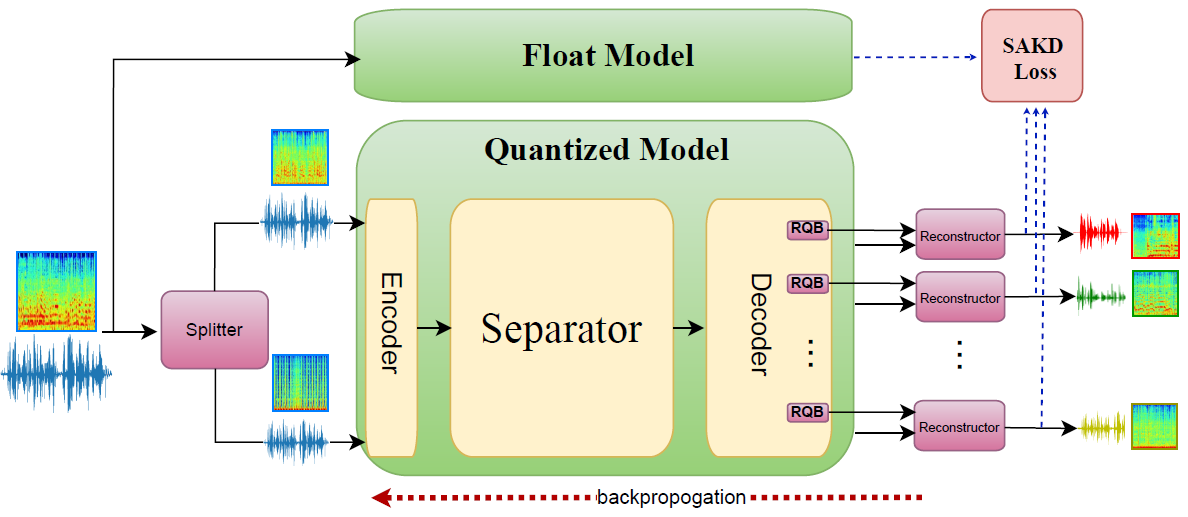 Float Model
SAKD
Loss
Quantized Model
Splitter
Encoder
Separator
Decoder
RQB
Reconstructor
RQB
Reconstructor
...
...
RQB
Reconstructor
backpropogation